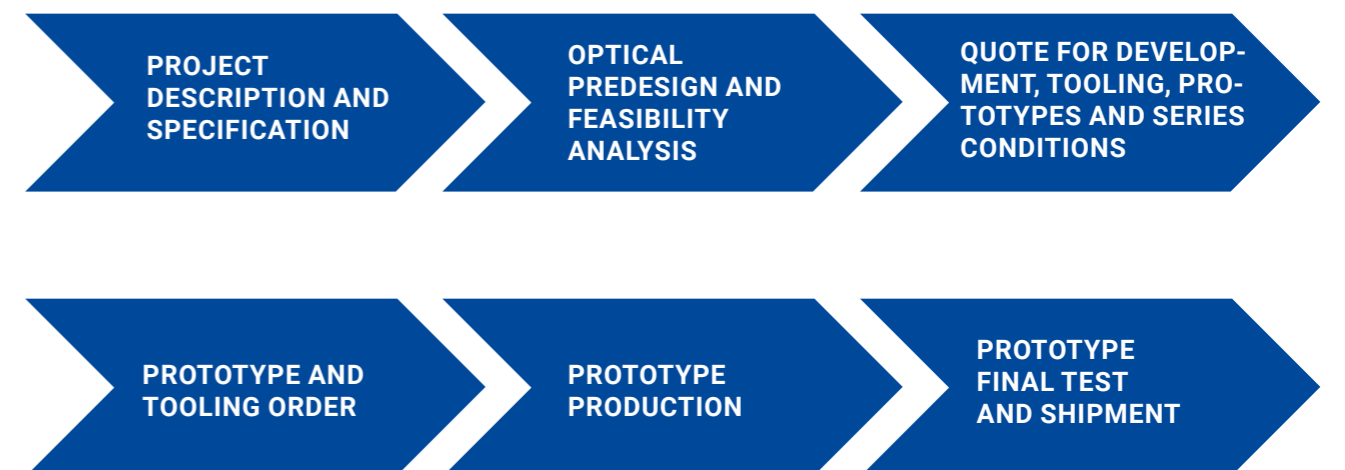 PROJECT
DESCRIPTION AND
SPECIFICATION
OPTICAL
PREDESIGN AND
FEASIBILITY
ANALYSIS
QUOTE FOR DEVELOP-
MENT, TOOLING, PRO-
TOTYPES AND SERIES
CONDITIONS
PROTOTYPE AND
TOOLING ORDER
PROTOTYPE
PRODUCTION
PROTOTYPE
FINAL TEST
AND SHIPMENT